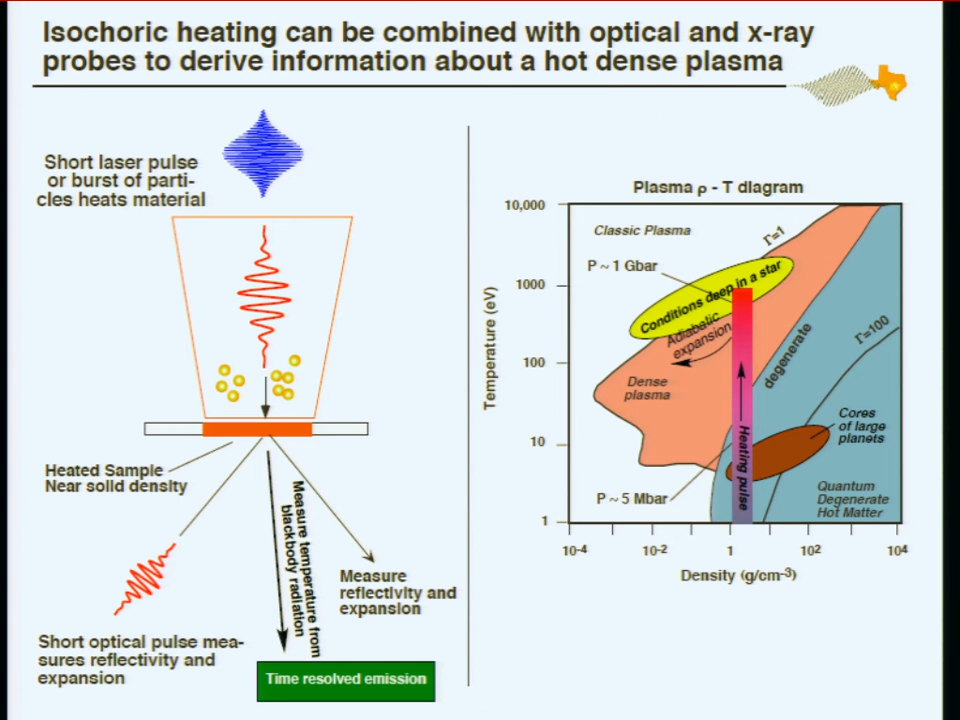 Isochoric heating can be combined with optical and x-ray
probes to derive information about a hot dense plasma
Short laser pulse
or burst of parti-
cles heats material
Heated Sample
Near solid density
Measure temperature from
blackbody radiation
Measure
reflectivity and
expansion
Short optical pulse mea-
sures reflectivity and
expansion
Time resolved emission
Plasma ρ - T diagram
10,000
1000
100
10
1
Temperature (eV)
Classic Plasma
Γ=1
P ~ 1 Gbar
Conditions deep in a star
Adiabatic
expansion
Dense
plasma
degenerate
Γ=100
Heating pulse
Cores
of large
planets
P ~ 5 Mbar
Quantum
Degenerate
Hot Matter
10-4
10-2
1
102
104
Density (g/cm-3)